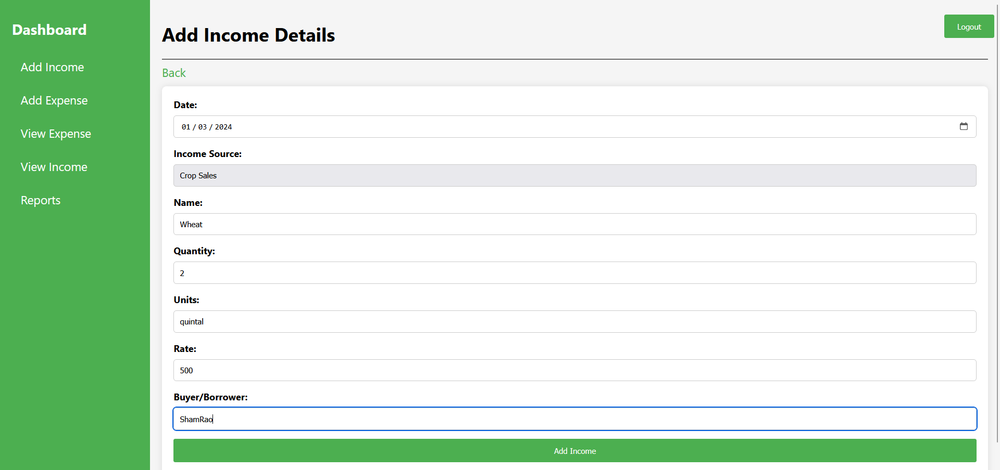 Dashboard
Add Income
Add Expense
View Expense
View Income
Reports
Logout
Add Income Details
Back
Date:
01 / 03 / 2024
Income Source:
Crop Sales
Name:
Wheat
Quantity:
2
Units:
quintal
Rate:
500
Buyer/Borrower:
ShamRao
Add Income